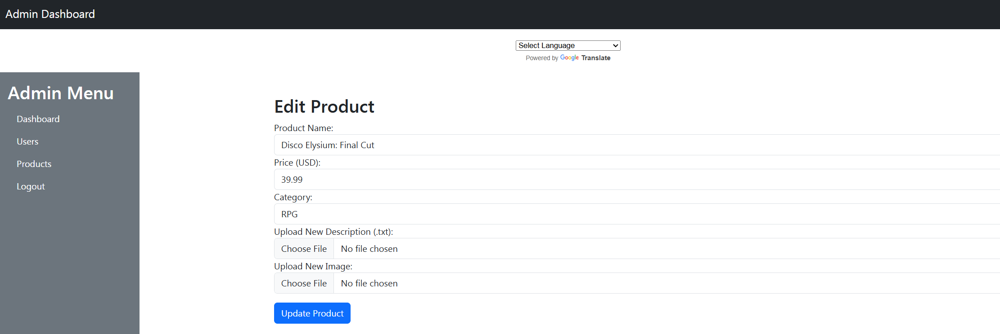 Admin Dashboard
Select Language
Powered by Google Translate
Admin Menu
Dashboard
Users
Products
Logout
Edit Product
Product Name:
Disco Elysium: Final Cut
Price (USD):
39.99
Category:
RPG
Upload New Description (.txt):
Choose File No file chosen
Upload New Image:
Choose File No file chosen
Update Product